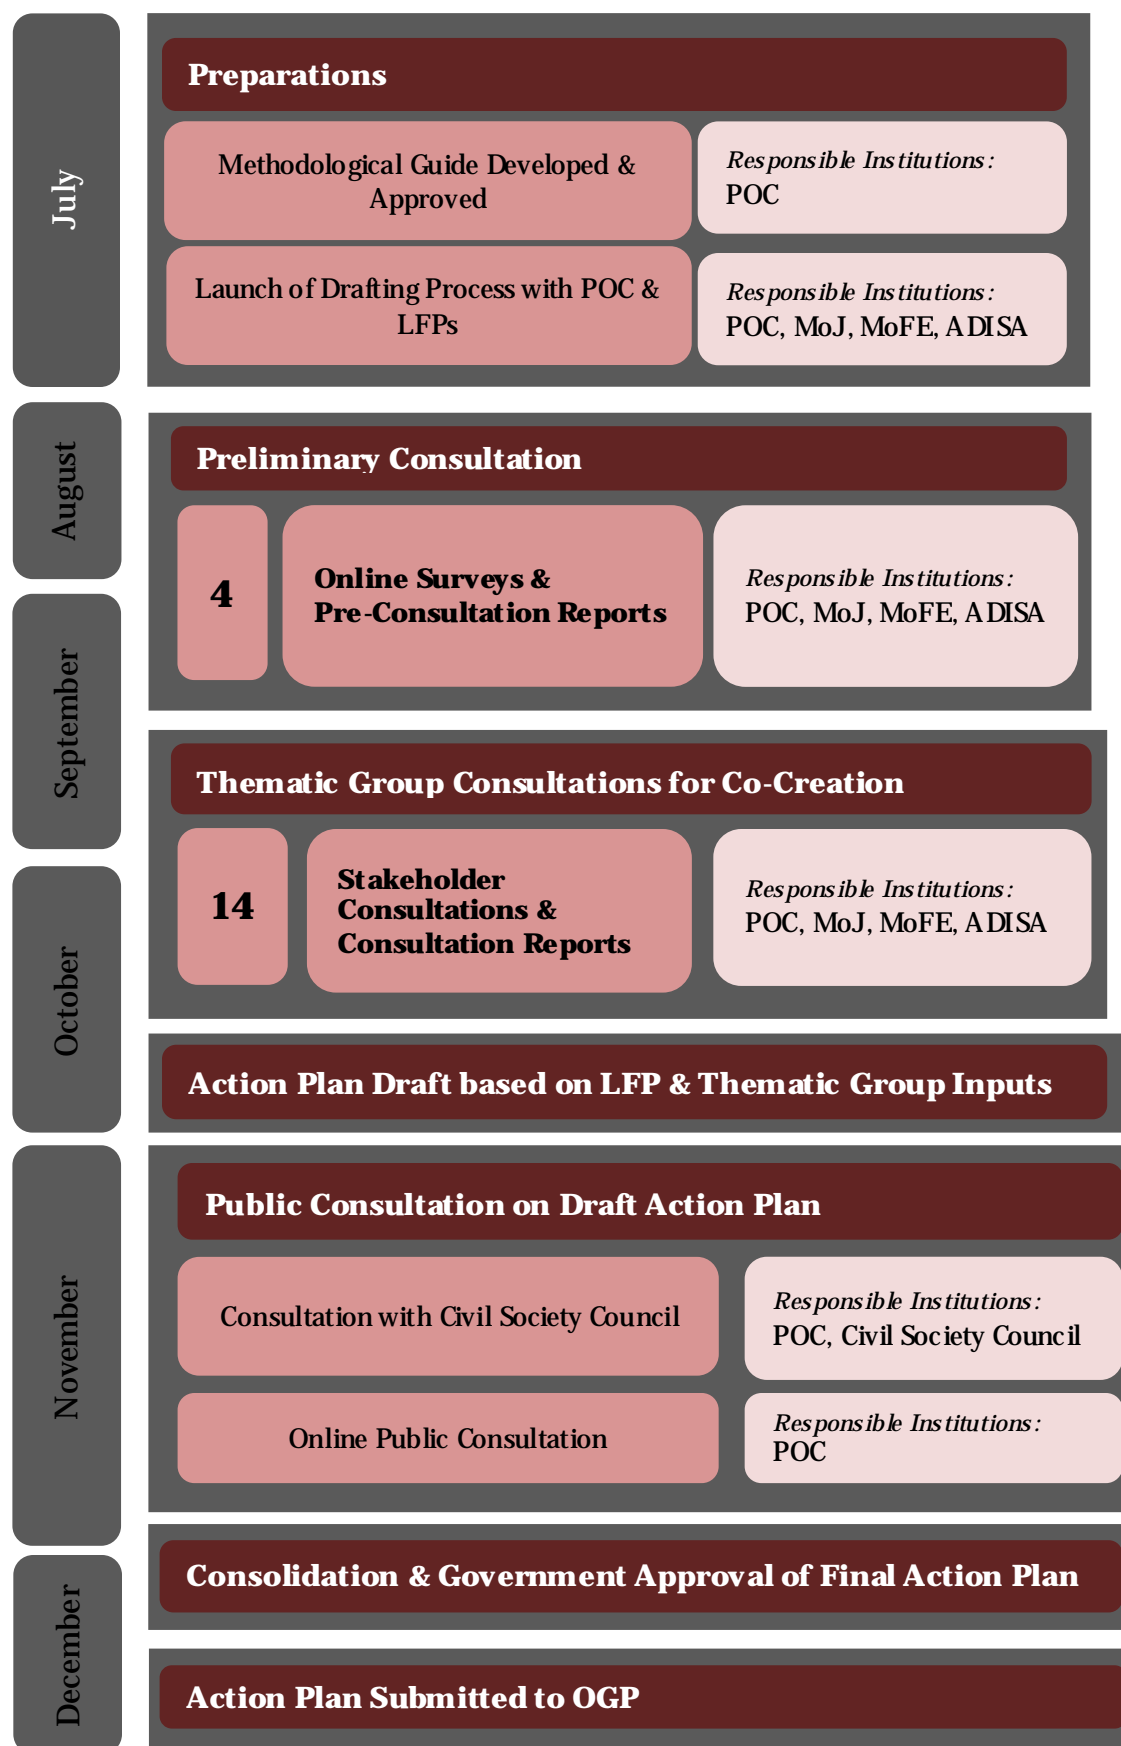 July
Preparations
Methodological Guide Developed &
Approved
Responsible Institutions:
POC
Launch of Drafting Process with POC &
LFPs
Responsible Institutions:
POC, MoJ, MoFE, ADISA
August
Preliminary Consultation
4
Online Surveys &
Pre-Consultation Reports
Responsible Institutions:
POC, MoJ, MoFE, ADISA
September
Thematic Group Consultations for Co-Creation
14
Stakeholder
Consultations &
Consultation Reports
Responsible Institutions:
POC, MoJ, MoFE, ADISA
October
Action Plan Draft based on LFP & Thematic Group Inputs
November
Public Consultation on Draft Action Plan
Consultation with Civil Society Council
Responsible Institutions:
POC, Civil Society Council
Online Public Consultation
Responsible Institutions:
POC
December
Consolidation & Government Approval of Final Action Plan
Action Plan Submitted to OGP